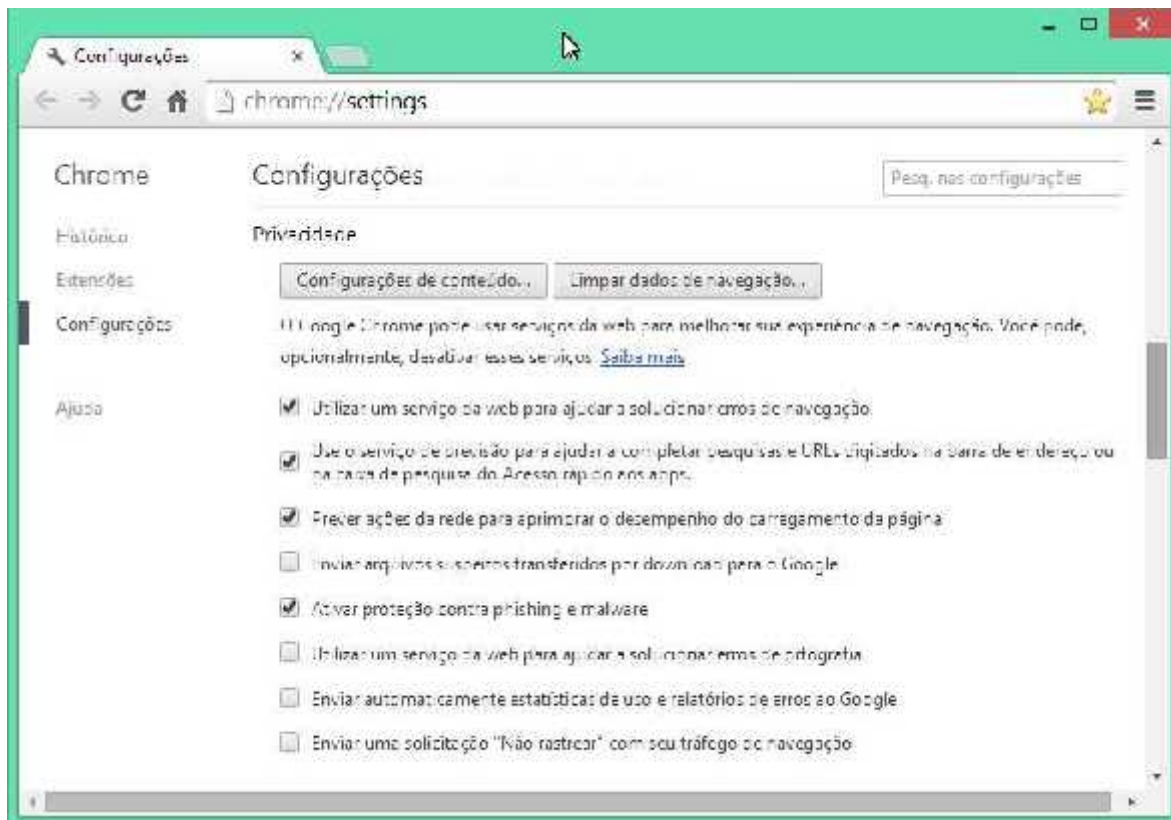 Configurações
chrome://settings
Chrome
Configurações
Pesq. nas configurações
Histórico
Privacidade
Extensões
Configurações de conteúdo...
Limpar dados de navegação...
Configurações
O Google Chrome pode usar serviços da web para melhorar sua experiência de navegação. Você pode,
opcionalmente, desativar esses serviços. Saiba mais
Ajuda
Utilizar um serviço da web para ajudar a solucionar erros de navegação
Use o serviço de previsão para ajudar a completar pesquisas e URLs digitados na barra de endereço ou
na caixa de pesquisa do Acesso rápido aos apps.
Prever ações da rede para aprimorar o desempenho do carregamento da página
Enviar arquivos suspeitos transferidos por download para o Google
Ativar proteção contra phishing e malware
Utilizar um serviço da web para ajudar a solucionar erros de ortografia
Enviar automaticamente estatísticas de uso e relatórios de erros ao Google
Enviar uma solicitação "Não rastrear" com seu tráfego de navegação